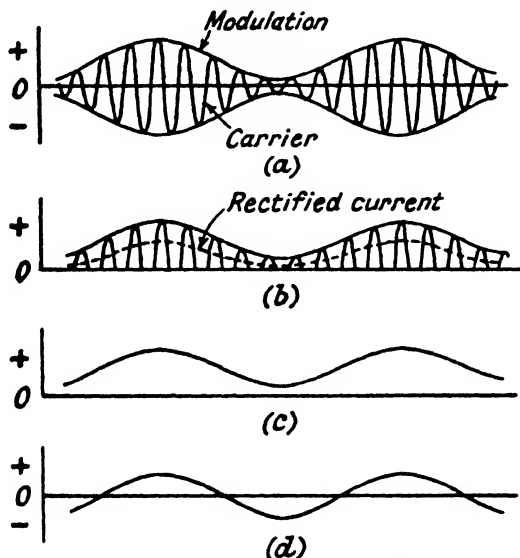 Modulation
+
0
-
Carrier
(a)
Rectified current
+
0
(b)
+
0
(c)
+
0
-
(d)